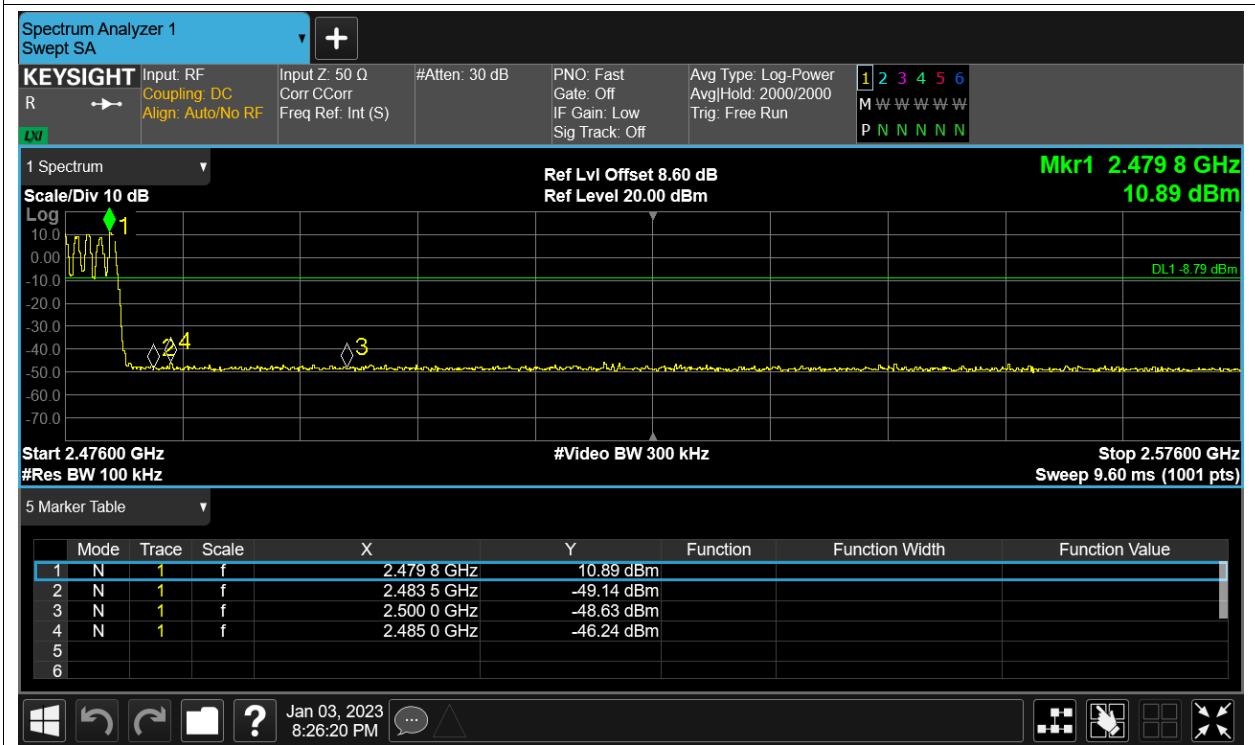 Spectrum Analyzer 1
Swept SA
KEYSIGHT Input: RF Input Z: 50 Ω #Atten: 30 dB PNO: Fast Avg Type: Log-Power 1 2 3 4 5 6
R Coupling: DC Corr CCorr Gate: Off Avg|Hold: 2000/2000 M W W W W W
Align: Auto/No RF Freq Ref: Int (S) IF Gain: Low Trig: Free Run
LXI Sig Track: Off P N N N N N
1 Spectrum Ref Lvl Offset 8.60 dB Mkr1 2.479 8 GHz
Scale/Div 10 dB Ref Level 20.00 dBm 10.89 dBm
Log
1
10.0
0.00
DL1 -8.79 dBm
-10.0
-20.0
-30.0
-40.0 2 4 3
-50.0
-60.0
-70.0
Start 2.47600 GHz #Video BW 300 kHz Stop 2.57600 GHz
#Res BW 100 kHz Sweep 9.60 ms (1001 pts)
5 Marker Table
Mode Trace Scale X Y Function Function Width Function Value
1 N 1 f 2.479 8 GHz 10.89 dBm
2 N 1 f 2.483 5 GHz -49.14 dBm
3 N 1 f 2.500 0 GHz -48.63 dBm
4 N 1 f 2.485 0 GHz -46.24 dBm
5
6
? Jan 03, 2023
8:26:20 PM